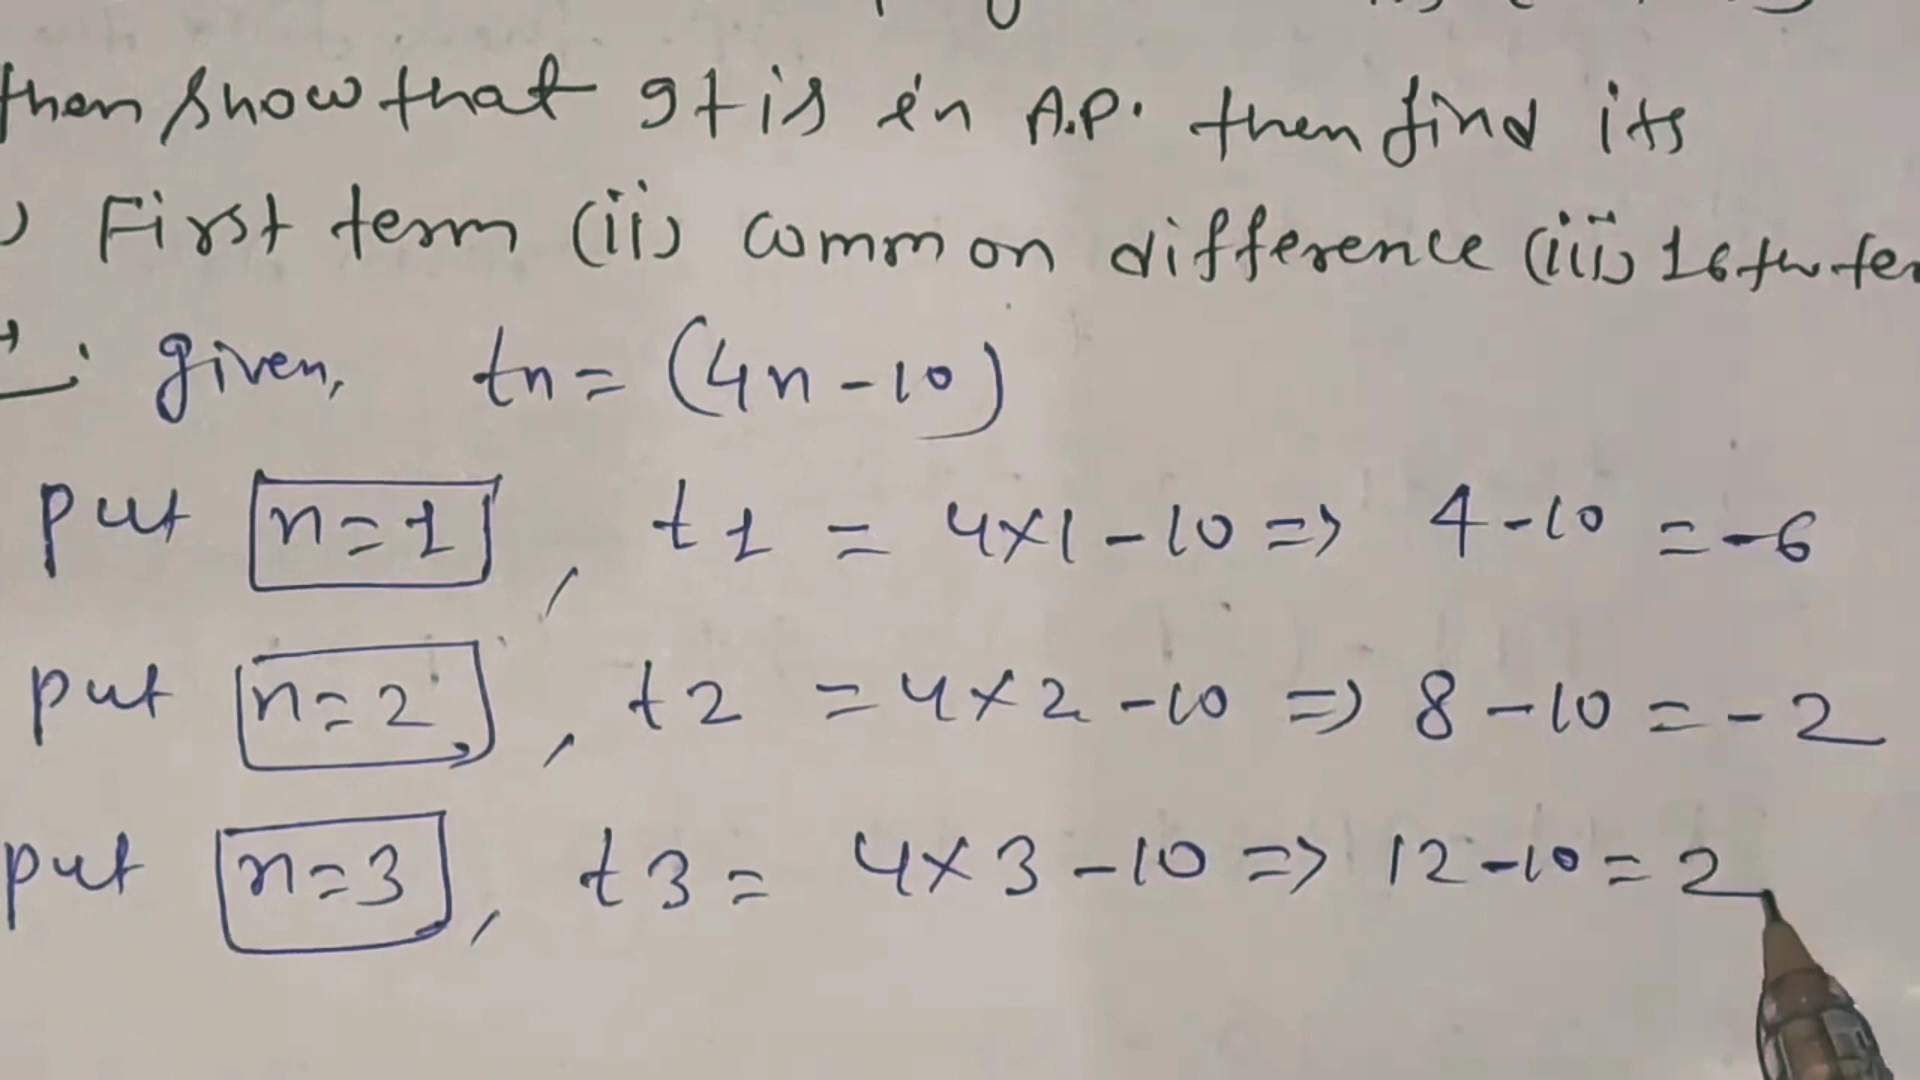 then show that It is in A.P. then find its
) First term (ii) common difference (iii) 16th
given, tn = (4n - 10)
put n = 1, t1 = 4×1 - 10 => 4 - 10 = -6
put n = 2, t2 = 4×2 - 10 => 8 - 10 = -2
put n = 3, t3 = 4×3 - 10 => 12 - 10 = 2